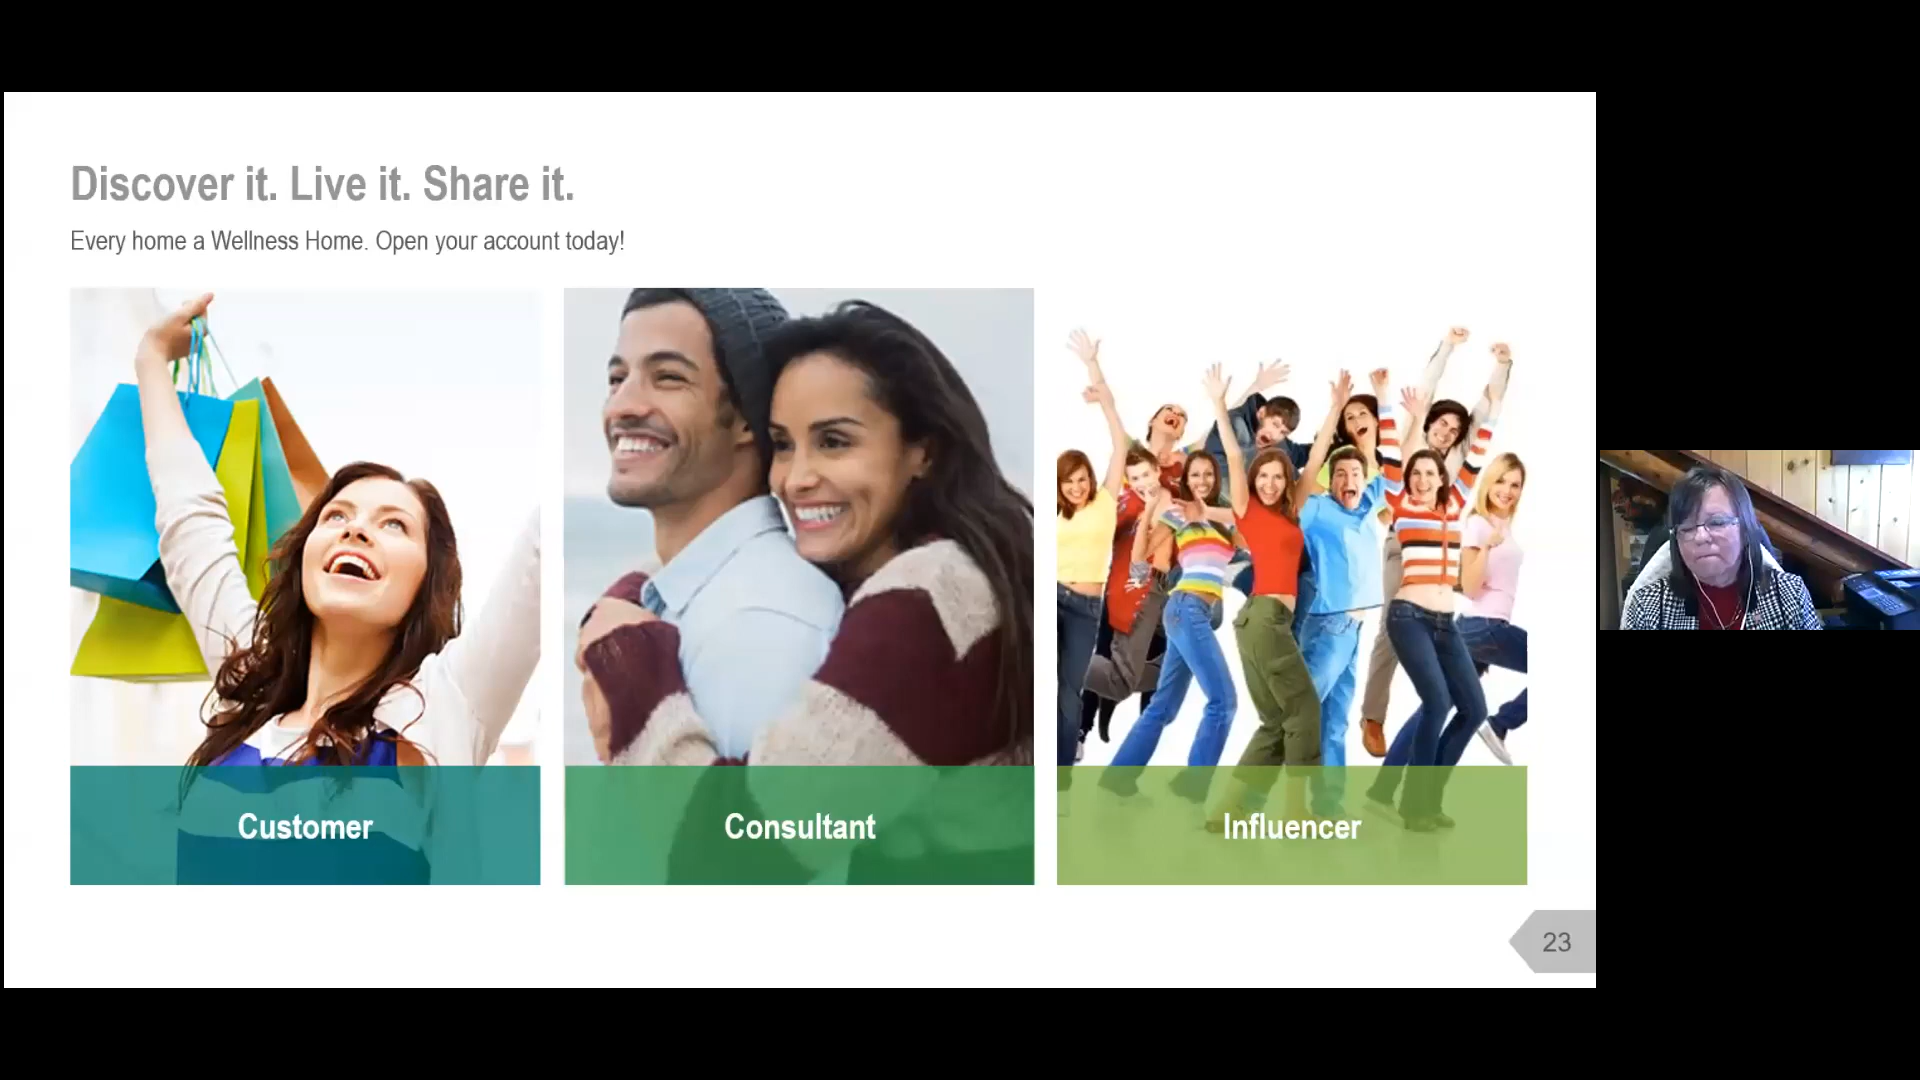 Discover it. Live it. Share it.
Every home a Wellness Home. Open your account today!
Customer
Consultant
Influencer
23